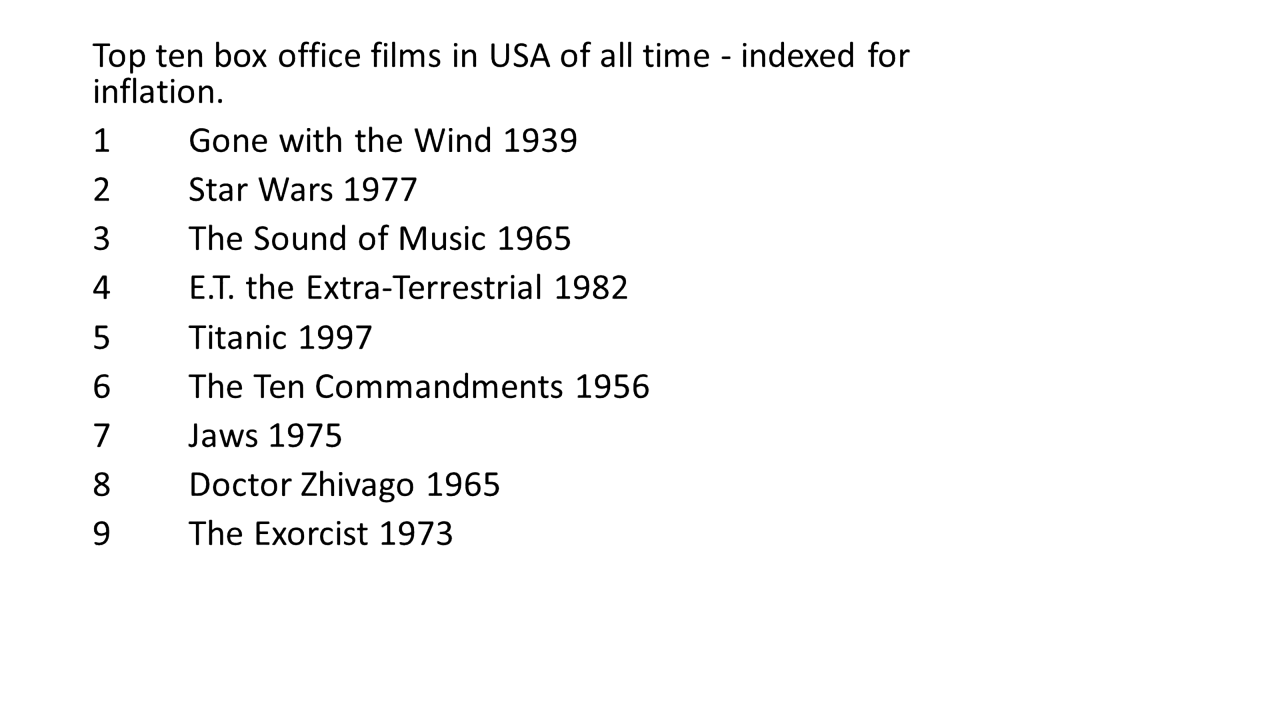 Top ten box office films in USA of all time - indexed for
inflation.
1 Gone with the Wind 1939
2 Star Wars 1977
3 The Sound of Music 1965
4 E.T. the Extra-Terrestrial 1982
5 Titanic 1997
6 The Ten Commandments 1956
7 Jaws 1975
8 Doctor Zhivago 1965
9 The Exorcist 1973